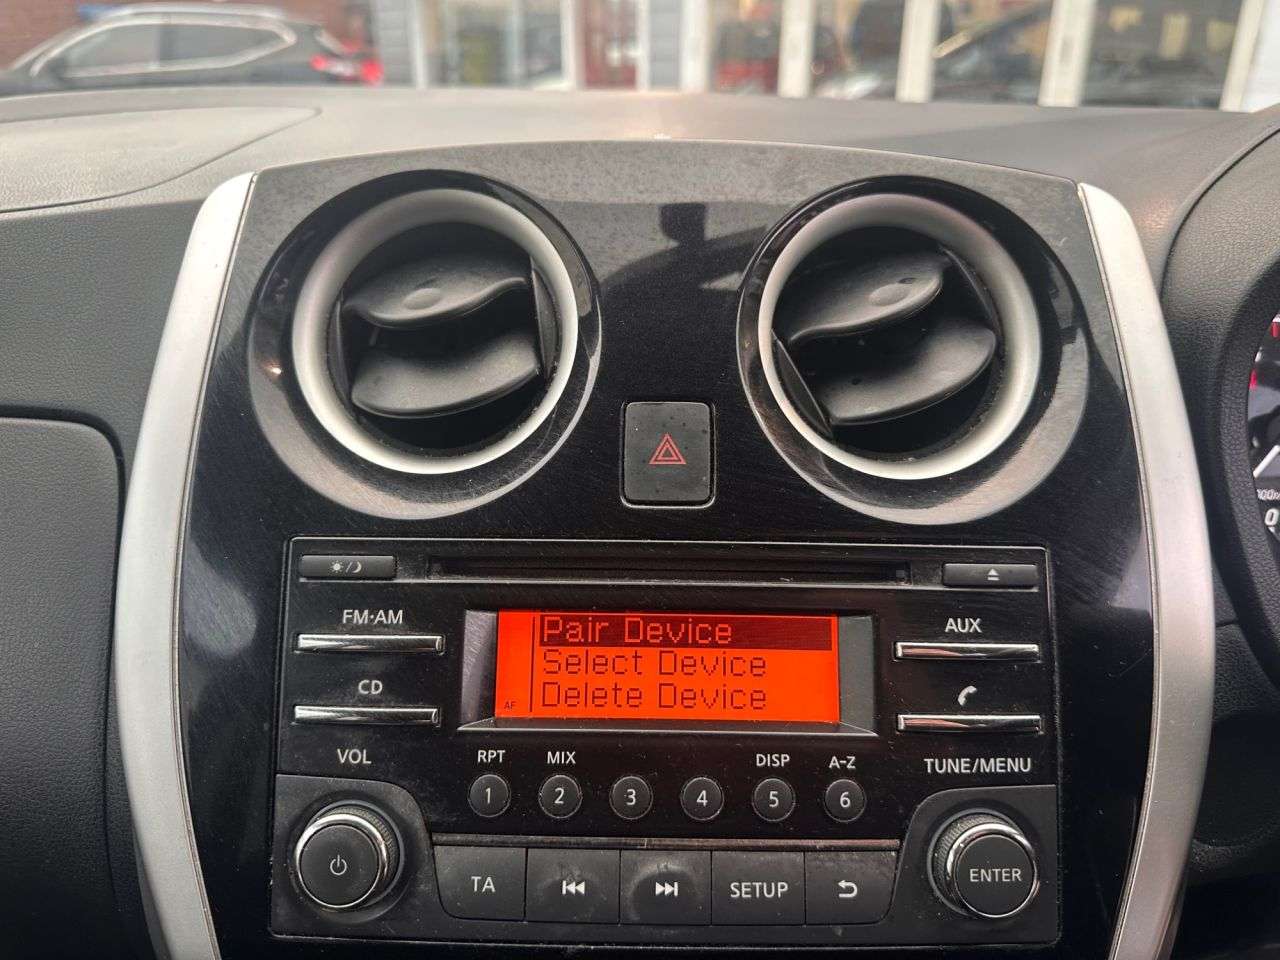 FM·AM
CD
VOL
Pair Device
Select Device
Delete Device
AF
AUX
TUNE/MENU
RPT
MIX
DISP
A-Z
1
2
3
4
5
6
TA
SETUP
ENTER